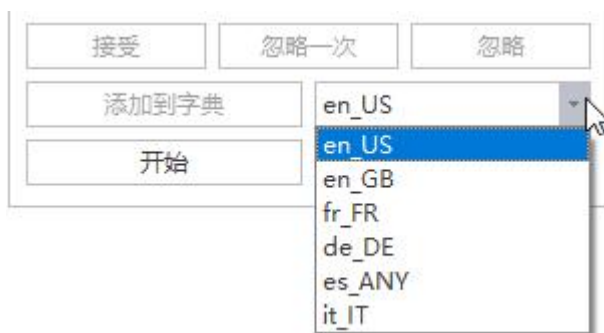 接受 忽略一次 忽略
添加到字典 en_US
en_US
开始
en_GB
fr_FR
de_DE
es_ANY
it_IT